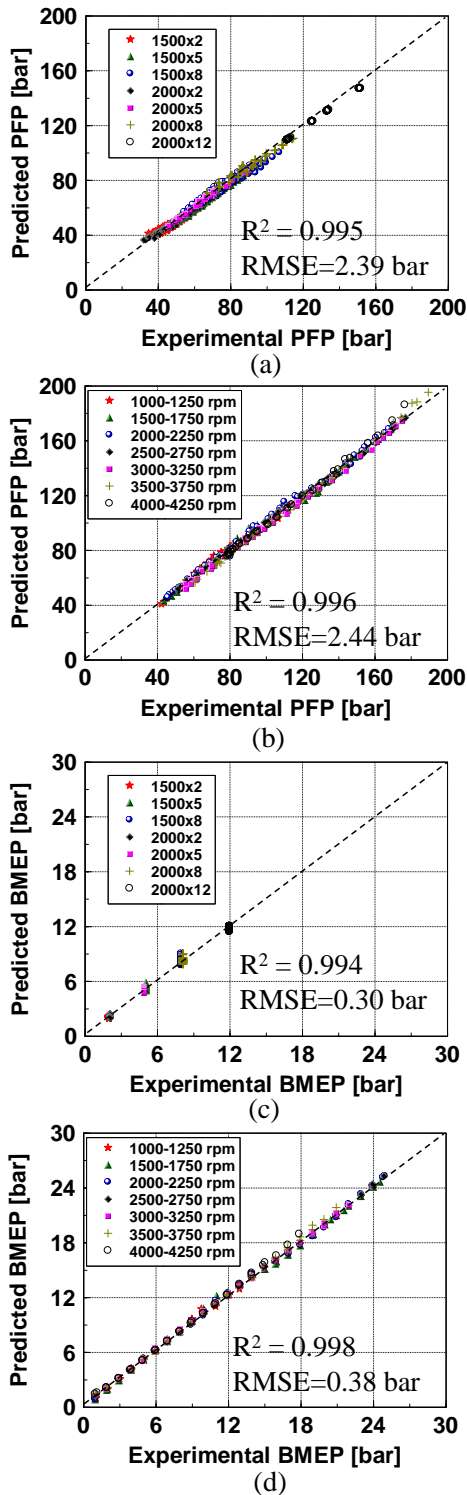 200
160
120
80
40
0
Predicted PFP [bar]
1500x2
1500x5
1500x8
2000x2
2000x5
2000x8
2000x12
R² = 0.995
RMSE=2.39 bar
0 40 80 120 160 200
Experimental PFP [bar]
(a)
200
160
120
80
40
0
Predicted PFP [bar]
1000-1250 rpm
1500-1750 rpm
2000-2250 rpm
2500-2750 rpm
3000-3250 rpm
3500-3750 rpm
4000-4250 rpm
R² = 0.996
RMSE=2.44 bar
0 40 80 120 160 200
Experimental PFP [bar]
(b)
30
24
18
12
6
0
Predicted BMEP [bar]
1500x2
1500x5
1500x8
2000x2
2000x5
2000x8
2000x12
R² = 0.994
RMSE=0.30 bar
0 6 12 18 24 30
Experimental BMEP [bar]
(c)
30
24
18
12
6
0
Predicted BMEP [bar]
1000-1250 rpm
1500-1750 rpm
2000-2250 rpm
2500-2750 rpm
3000-3250 rpm
3500-3750 rpm
4000-4250 rpm
R² = 0.998
RMSE=0.38 bar
0 6 12 18 24 30
Experimental BMEP [bar]
(d)